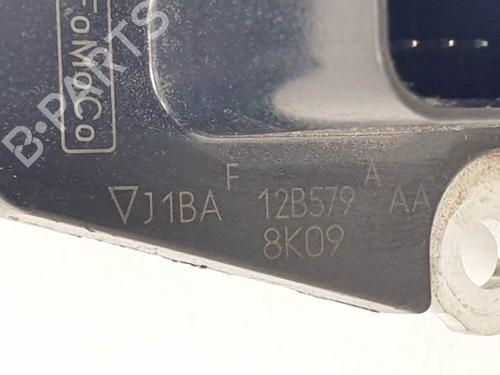 FoMoCo
B-PARTS
F A
▽J1BA 12B579 AA
8K09